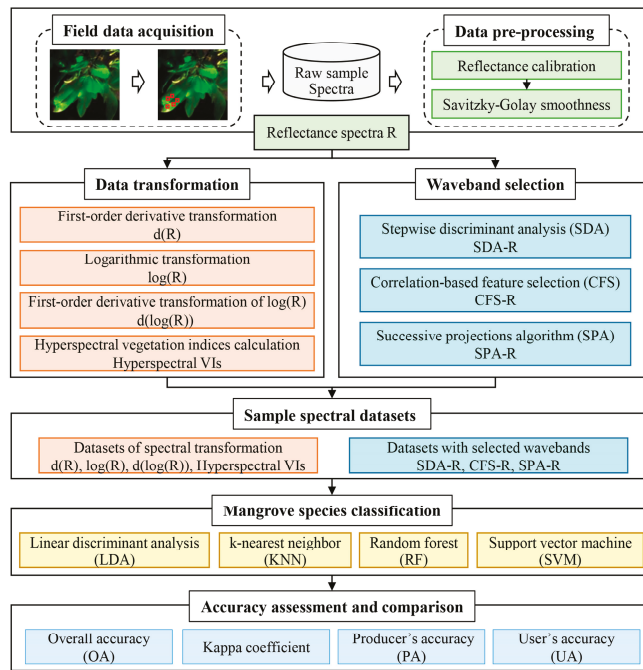 Field data acquisition
Data pre-processing
Raw sample
Spectra
Reflectance calibration
Savitzky-Golay smoothness
Reflectance spectra R
Data transformation
First-order derivative transformation
d(R)
Logarithmic transformation
log(R)
First-order derivative transformation of log(R)
d(log(R))
Hyperspectral vegetation indices calculation
Hyperspectral VIs
Waveband selection
Stepwise discriminant analysis (SDA)
SDA-R
Correlation-based feature selection (CFS)
CFS-R
Successive projections algorithm (SPA)
SPA-R
Sample spectral datasets
Datasets of spectral transformation
d(R), log(R), d(log(R)), Hyperspectral VIs
Datasets with selected wavebands
SDA-R, CFS-R, SPA-R
Mangrove species classification
Linear discriminant analysis
(LDA)
k-nearest neighbor
(KNN)
Random forest
(RF)
Support vector machine
(SVM)
Accuracy assessment and comparison
Overall accuracy
(OA)
Kappa coefficient
Producer's accuracy
(PA)
User's accuracy
(UA)